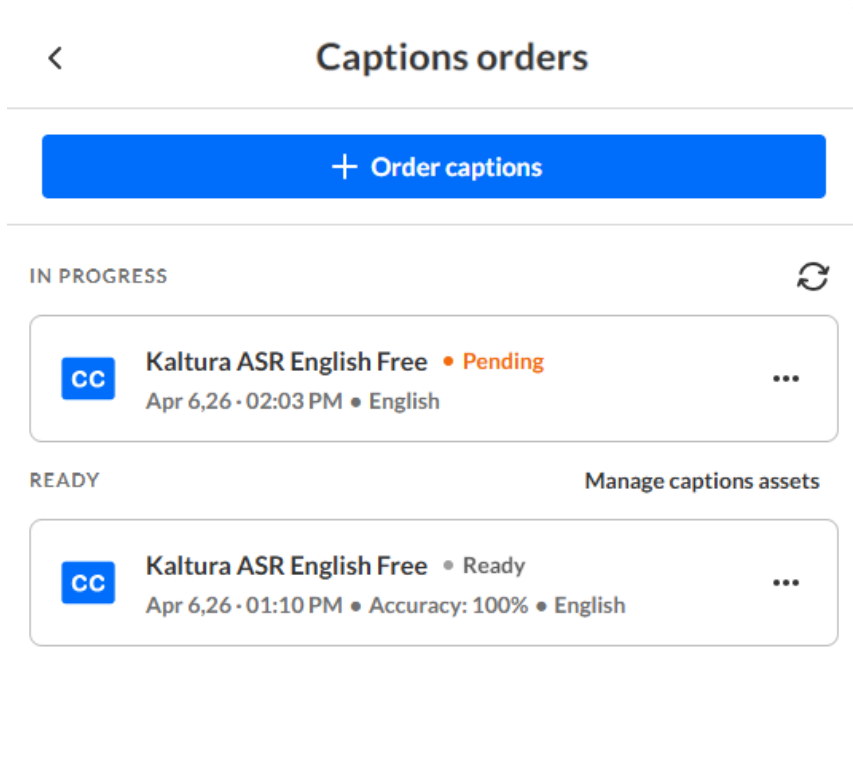 Captions orders
+ Order captions
IN PROGRESS
CC
Kaltura ASR English Free • Pending
Apr 6,26 · 02:03 PM • English
READY
Manage captions assets
CC
Kaltura ASR English Free • Ready
Apr 6,26 · 01:10 PM • Accuracy: 100% • English